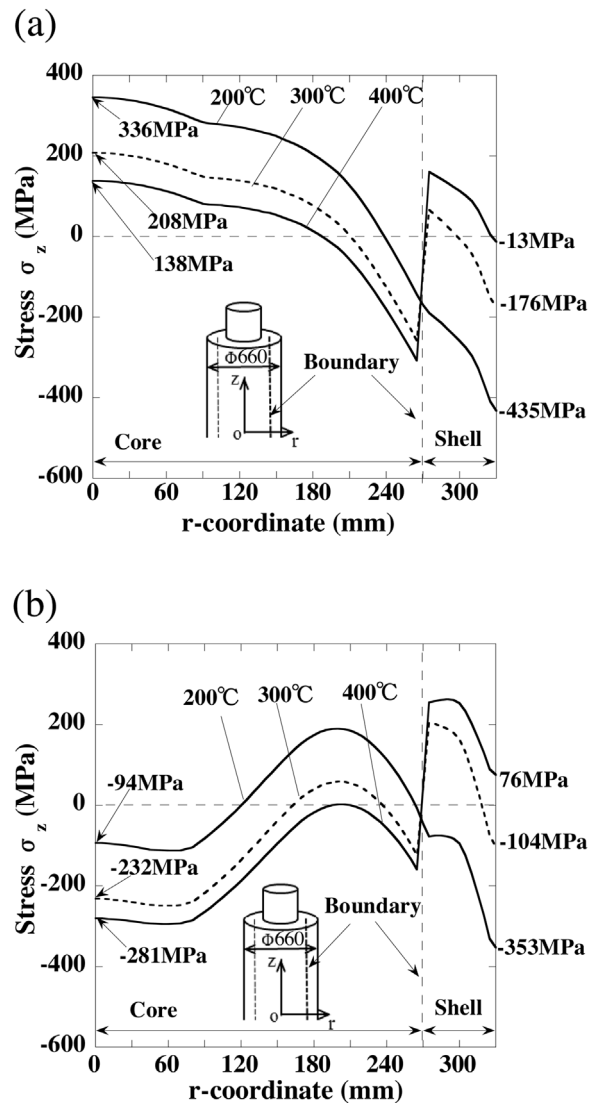 (a)
400
200
0
-200
-400
-600
Stress σ z (MPa)
200℃
300℃
400℃
336MPa
208MPa
138MPa
-13MPa
-176MPa
-435MPa
Φ660
z
o
r
Boundary
Core
Shell
0
60
120
180
240
300
r-coordinate (mm)
(b)
400
200
0
-200
-400
-600
Stress σ z (MPa)
200℃
300℃
400℃
-94MPa
-232MPa
-281MPa
76MPa
-104MPa
-353MPa
Φ660
z
o
r
Boundary
Core
Shell
0
60
120
180
240
300
r-coordinate (mm)